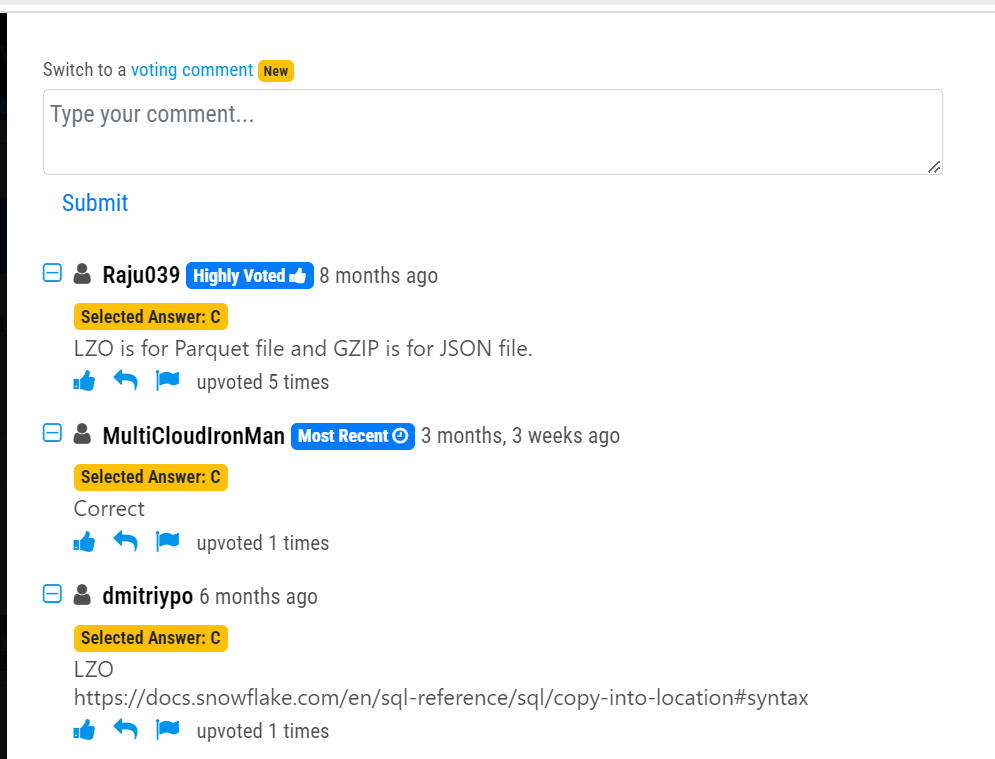 Switch to a voting comment New
Type your comment...
Submit
Raju039 Highly Voted 8 months ago
Selected Answer: C
LZO is for Parquet file and GZIP is for JSON file.
upvoted 5 times
MultiCloudIronMan Most Recent 3 months, 3 weeks ago
Selected Answer: C
Correct
upvoted 1 times
dmitriypo 6 months ago
Selected Answer: C
LZO
https://docs.snowflake.com/en/sql-reference/sql/copy-into-location#syntax
upvoted 1 times